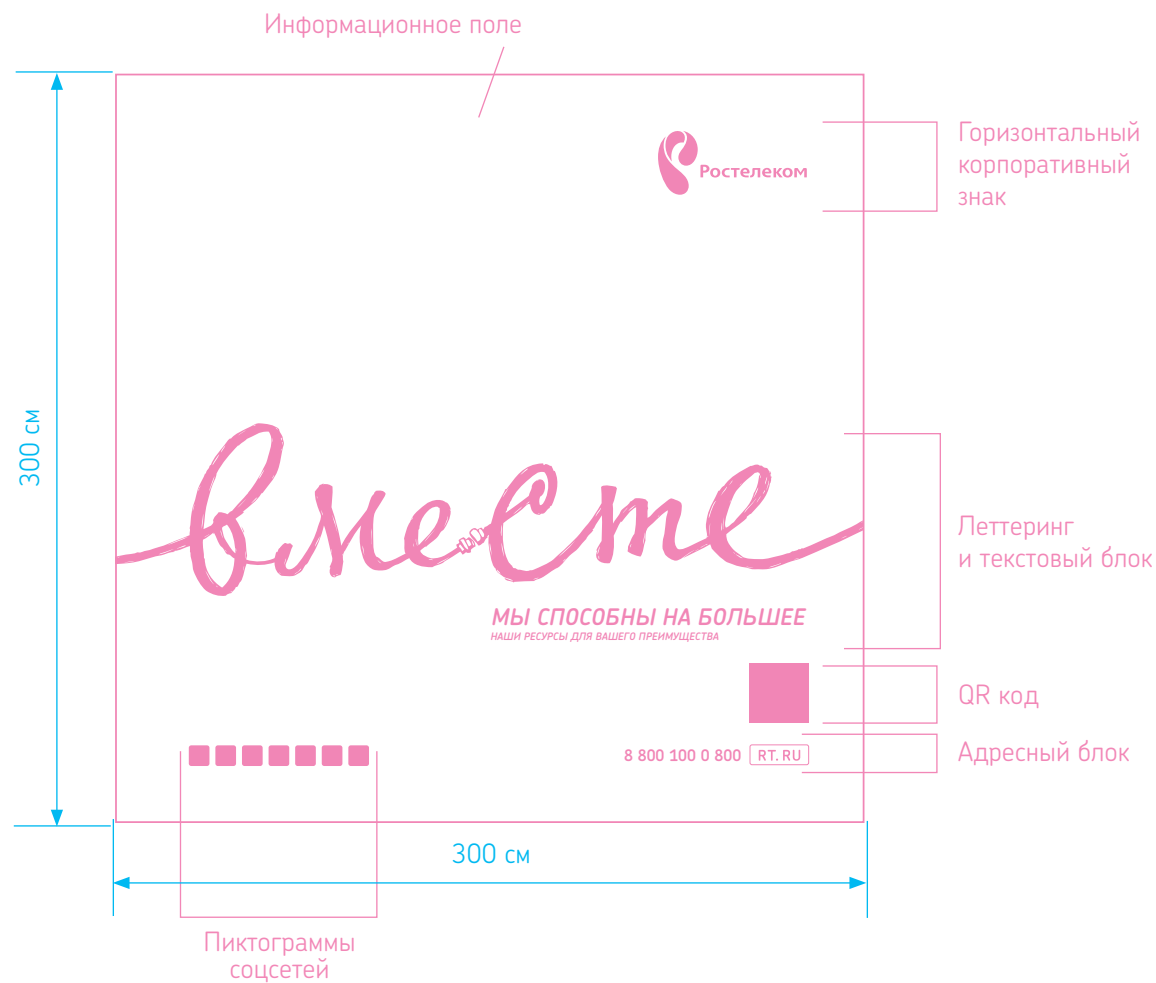 Информационное поле
Горизонтальный
корпоративный
знак
Ростелеком
300 см
вместе
Леттеринг
и текстовый блок
МЫ СПОСОБНЫ НА БОЛЬШЕЕ
НАШИ РЕСУРСЫ ДЛЯ ВАШЕГО ПРЕИМУЩЕСТВА
QR код
8 800 100 0 800 RT.RU
Адресный блок
300 см
Пиктограммы
соцсетей